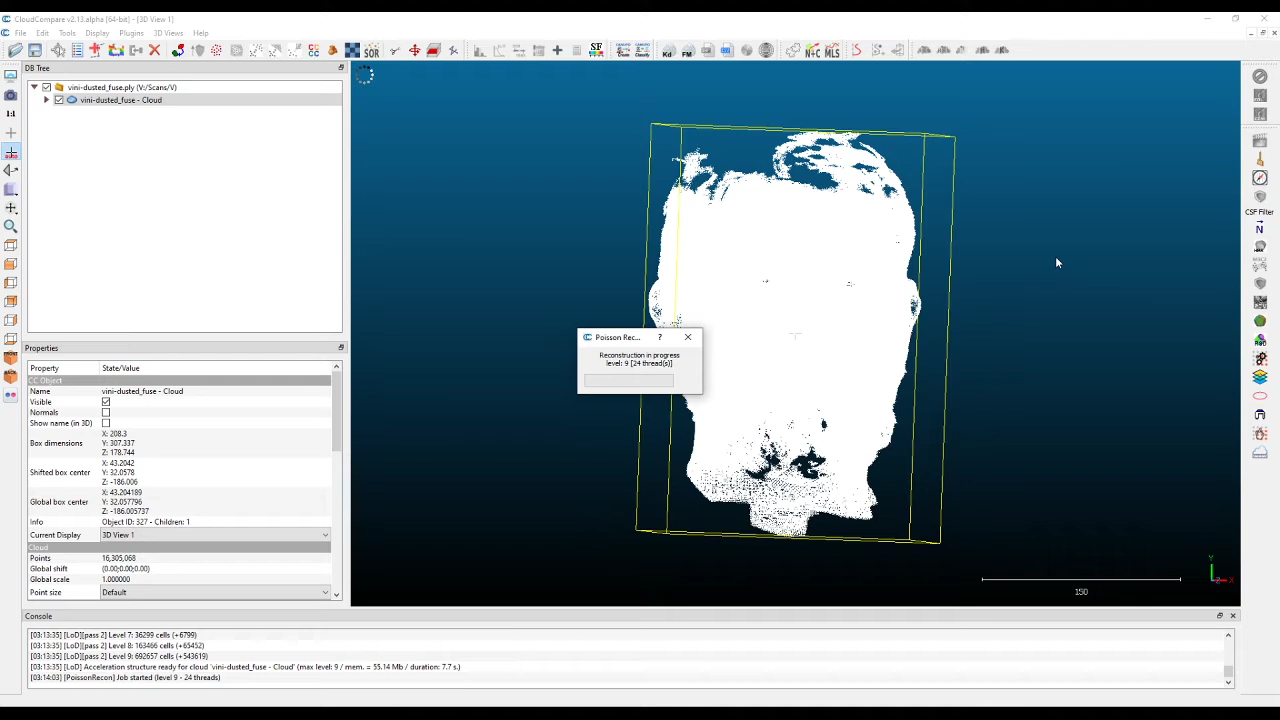 CloudCompare v2.13.alpha [64-bit] - [3D View 1]
File Edit Tools Display Plugins 3D Views Help
DB Tree
vini-dusted_fuse.ply (V:/Scans/V)
vini-dusted_fuse - Cloud
Properties
Property State/Value
CC Object
Name vini-dusted_fuse - Cloud
Visible
Normals
Show name (in 3D)
Box dimensions
X: 208.3
Y: 307.337
Z: 178.744
Shifted box center
X: 43.2042
Y: 32.0578
Z: -186.006
Global box center
X: 43.204189
Y: 32.057796
Z: -186.005737
Info Object ID: 327 - Children: 1
Current Display 3D View 1
Cloud
Points 16,305,068
Global shift (0.00;0.00;0.00)
Global scale 1.000000
Point size Default
Poisson Rec... ?
Reconstruction in progress
level: 9 [24 thread(s)]
150
Y
1:1
SOR
SF
Kd
FM
N+C
MLS
CSF Filter
N
Console
[03:13:35] [LoD][pass 2] Level 7: 36299 cells (+6799)
[03:13:35] [LoD][pass 2] Level 8: 163466 cells (+65452)
[03:13:35] [LoD][pass 2] Level 9: 692657 cells (+543619)
[03:13:35] [LoD] Acceleration structure ready for cloud 'vini-dusted_fuse - Cloud' (max level: 9 / mem. = 55.14 Mb / duration: 7.7 s.)
[03:14:03] [PoissonRecon] Job started (level 9 - 24 threads)